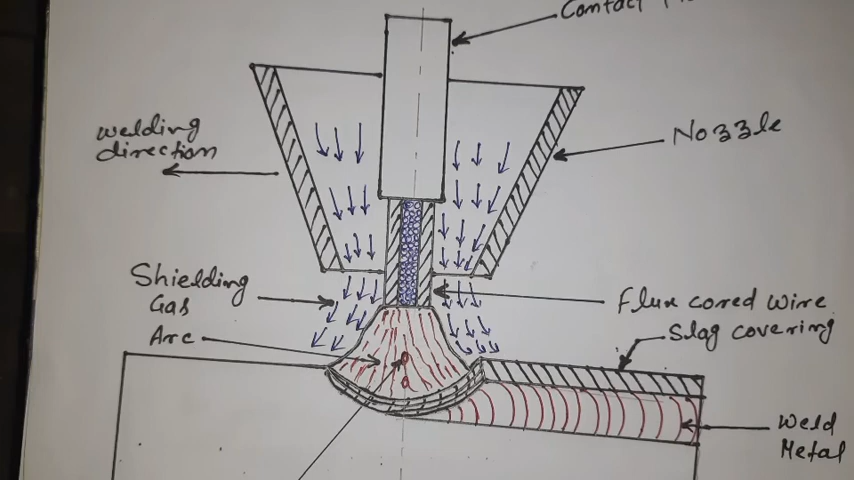 Contact
Welding
direction
Nozzle
Shielding
Gas
Arc
Flux cored wire
Slag covering
Weld
Metal